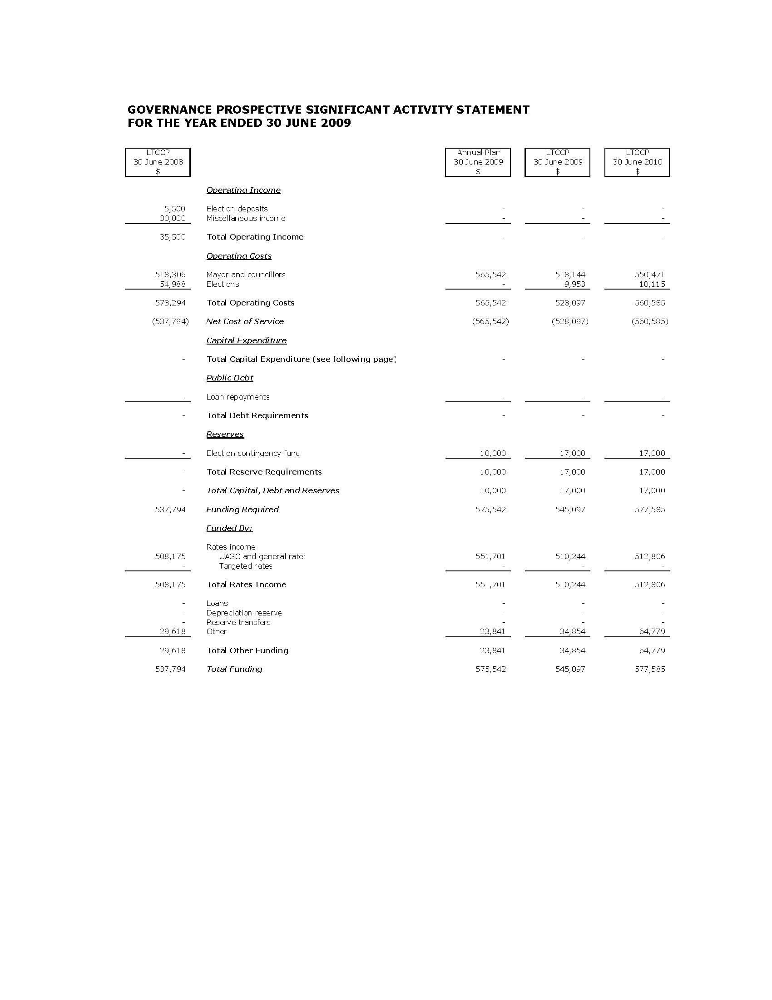 GOVERNANCE PROSPECTIVE SIGNIFICANT ACTIVITY STATEMENT
FOR THE YEAR ENDED 30 JUNE 2009
LTCCP Annual Plan LTCCP LTCCP
30 June 2008 30 June 2009 30 June 2009 30 June 2010
$ $ $ $
Operating Income
5,500 Election deposits - - -
30,000 Miscellaneous income - - -
35,500 Total Operating Income - - -
Operating Costs
518,306 Mayor and councillors 565,542 518,144 550,471
54,988 Elections - 9,953 10,115
573,294 Total Operating Costs 565,542 528,097 560,585
(537,794) Net Cost of Service (565,542) (528,097) (560,585)
Capital Expenditure
- Total Capital Expenditure (see following page) - - -
Public Debt
- Loan repayments - - -
- Total Debt Requirements - - -
Reserves
- Election contingency fund 10,000 17,000 17,000
- Total Reserve Requirements 10,000 17,000 17,000
- Total Capital, Debt and Reserves 10,000 17,000 17,000
537,794 Funding Required 575,542 545,097 577,585
Funded By:
Rates income
508,175 UAGC and general rates 551,701 510,244 512,806
- Targeted rates - - -
508,175 Total Rates Income 551,701 510,244 512,806
- Loans - - -
- Depreciation reserve - - -
- Reserve transfers - - -
29,618 Other 23,841 34,854 64,779
29,618 Total Other Funding 23,841 34,854 64,779
537,794 Total Funding 575,542 545,097 577,585